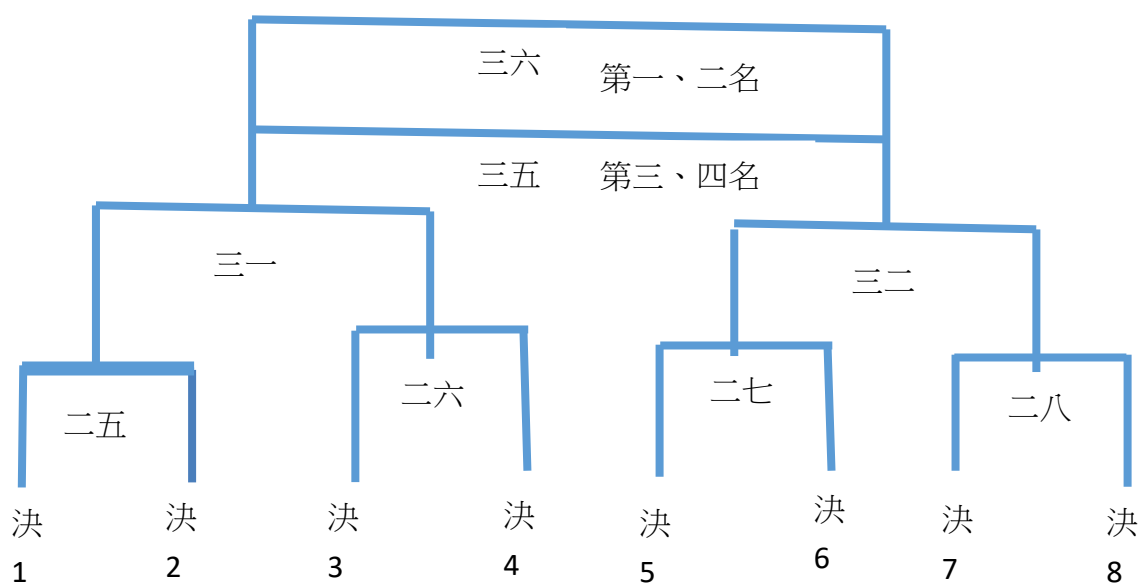 三六 第一、二名
三五 第三、四名
三一 三二
二五 二六 二七 二八
決 決 決 決 決 決 決 決
1 2 3 4 5 6 7 8